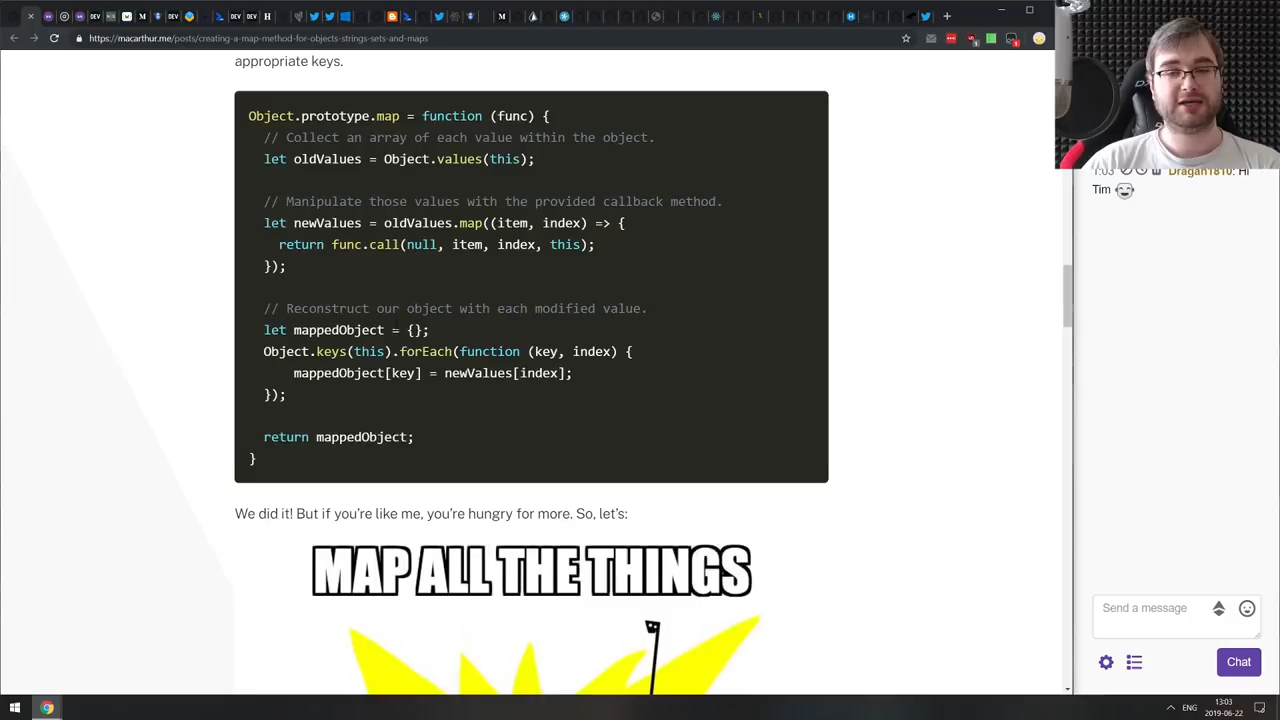 https://macarthur.me/posts/creating-a-map-method-for-objects-strings-sets-and-maps
appropriate keys.
Object.prototype.map = function (func) {
// Collect an array of each value within the object.
let oldValues = Object.values(this);
// Manipulate those values with the provided callback method.
let newValues = oldValues.map((item, index) => {
return func.call(null, item, index, this);
});
// Reconstruct our object with each modified value.
let mappedObject = {};
Object.keys(this).forEach(function (key, index) {
mappedObject[key] = newValues[index];
});
return mappedObject;
}
We did it! But if you're like me, you're hungry for more. So, let's:
MAP ALL THE THINGS
1:03 Dragan1810: Hi
Tim
Send a message
Chat
ENG
13:03
2019-06-22